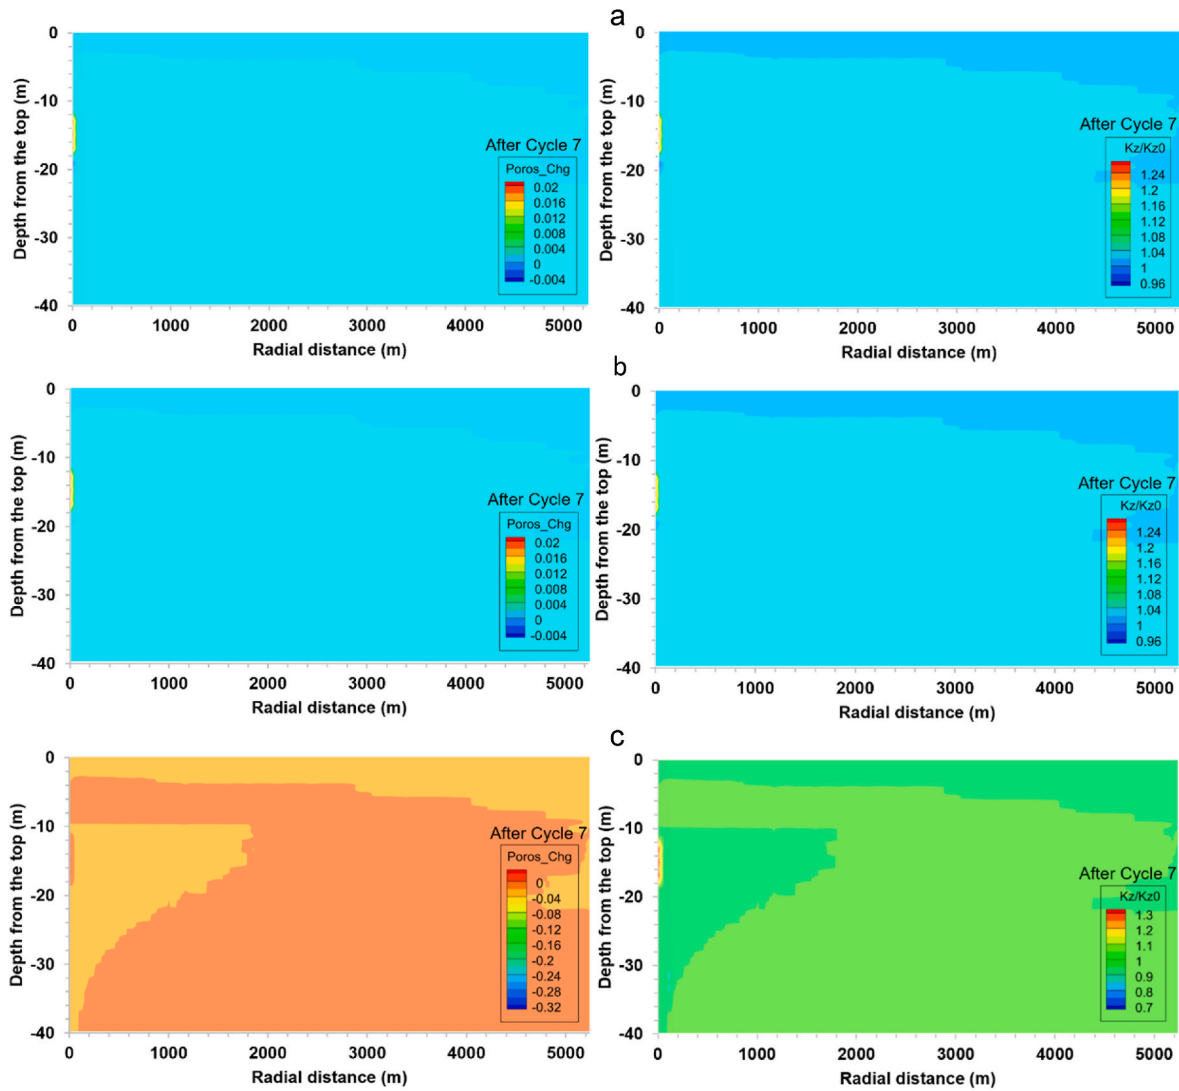 a
0
-10
-20
-30
-40
Depth from the top (m)
After Cycle 7
Poros_Chg
0.02
0.016
0.012
0.008
0.004
0
-0.004
0 1000 2000 3000 4000 5000
Radial distance (m)
0
-10
-20
-30
-40
Depth from the top (m)
After Cycle 7
Kz/Kz0
1.24
1.2
1.16
1.12
1.08
1.04
1
0.96
0 1000 2000 3000 4000 5000
Radial distance (m)
b
0
-10
-20
-30
-40
Depth from the top (m)
After Cycle 7
Poros_Chg
0.02
0.016
0.012
0.008
0.004
0
-0.004
0 1000 2000 3000 4000 5000
Radial distance (m)
0
-10
-20
-30
-40
Depth from the top (m)
After Cycle 7
Kz/Kz0
1.24
1.2
1.16
1.12
1.08
1.04
1
0.96
0 1000 2000 3000 4000 5000
Radial distance (m)
c
0
-10
-20
-30
-40
Depth from the top (m)
After Cycle 7
Poros_Chg
0
-0.04
-0.08
-0.12
-0.16
-0.2
-0.24
-0.28
-0.32
0 1000 2000 3000 4000 5000
Radial distance (m)
0
-10
-20
-30
-40
Depth from the top (m)
After Cycle 7
Kz/Kz0
1.3
1.2
1.1
1
0.9
0.8
0.7
0 1000 2000 3000 4000 5000
Radial distance (m)